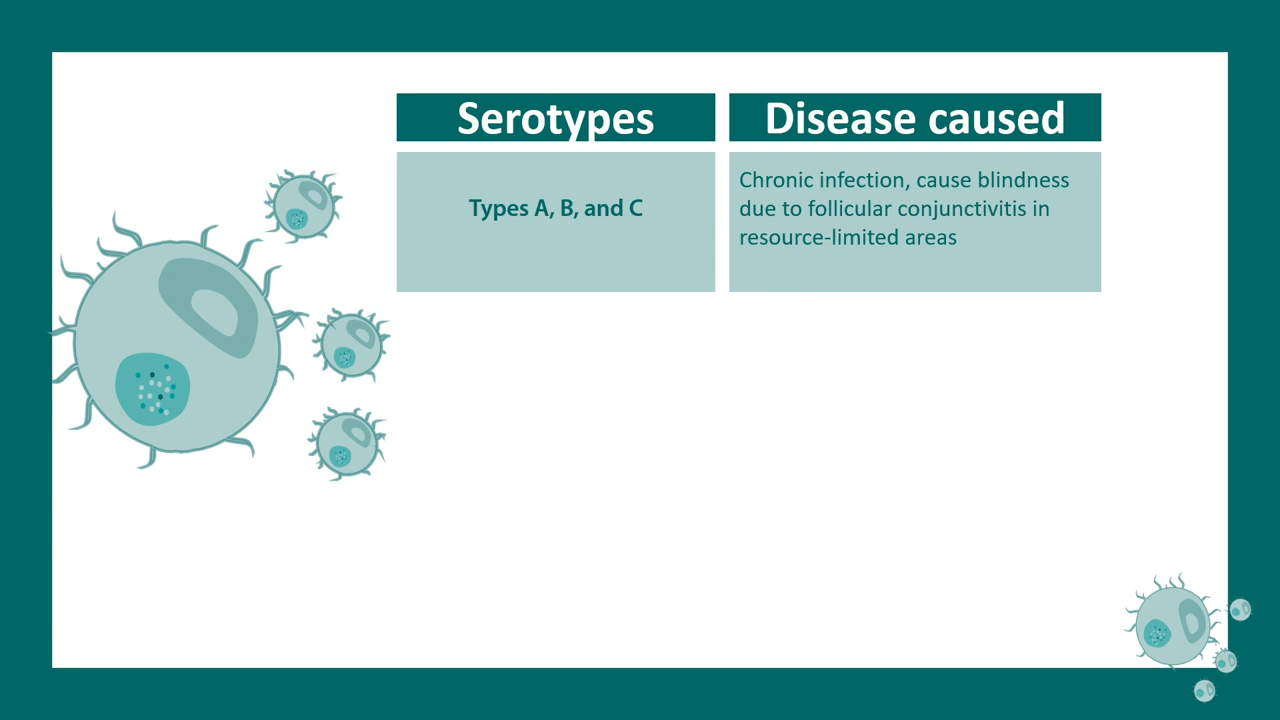 Serotypes
Disease caused
Types A, B, and C
Chronic infection, cause blindness
due to follicular conjunctivitis in
resource-limited areas